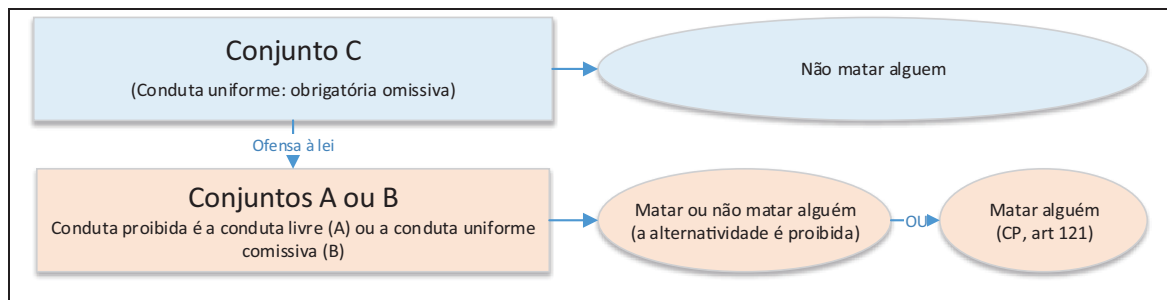 Conjunto C
(Conduta uniforme: obrigatória omissiva)
Não matar alguem
Ofensa à lei
Conjuntos A ou B
Conduta proibida é a conduta livre (A) ou a conduta uniforme
comissiva (B)
Matar ou não matar alguém
(a alternatividade é proibida)
OU
Matar alguém
(CP, art 121)